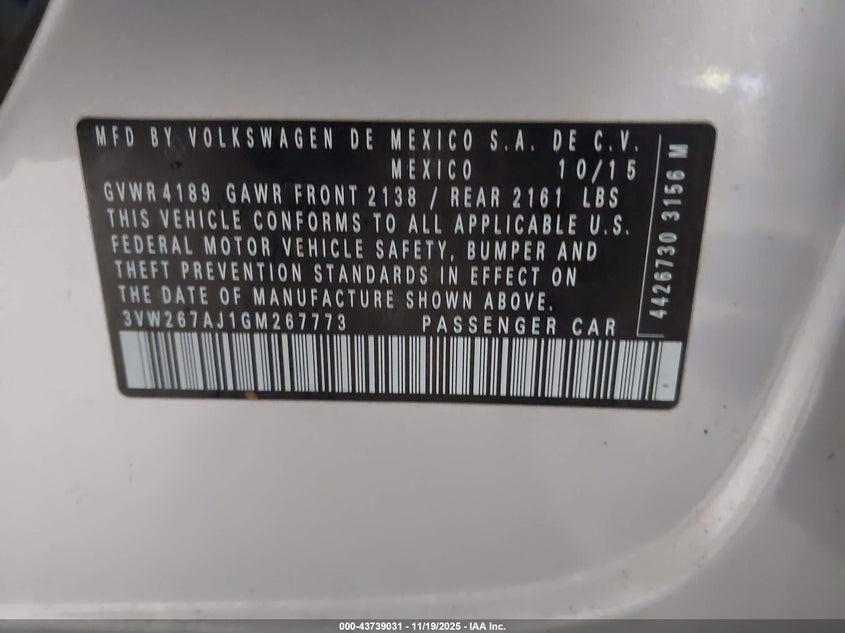 MFD BY VOLKSWAGEN DE MEXICO S.A. DE C.V.
MEXICO 10/15
GVWR 4189 GAWR FRONT 2138 / REAR 2161 LBS
THIS VEHICLE CONFORMS TO ALL APPLICABLE U.S.
FEDERAL MOTOR VEHICLE SAFETY, BUMPER AND
THEFT PREVENTION STANDARDS IN EFFECT ON
THE DATE OF MANUFACTURE SHOWN ABOVE.
3VW267AJ1GM267773 PASSENGER CAR
4426730 3156 M
000-43739031 - 11/19/2025 - IAA Inc.